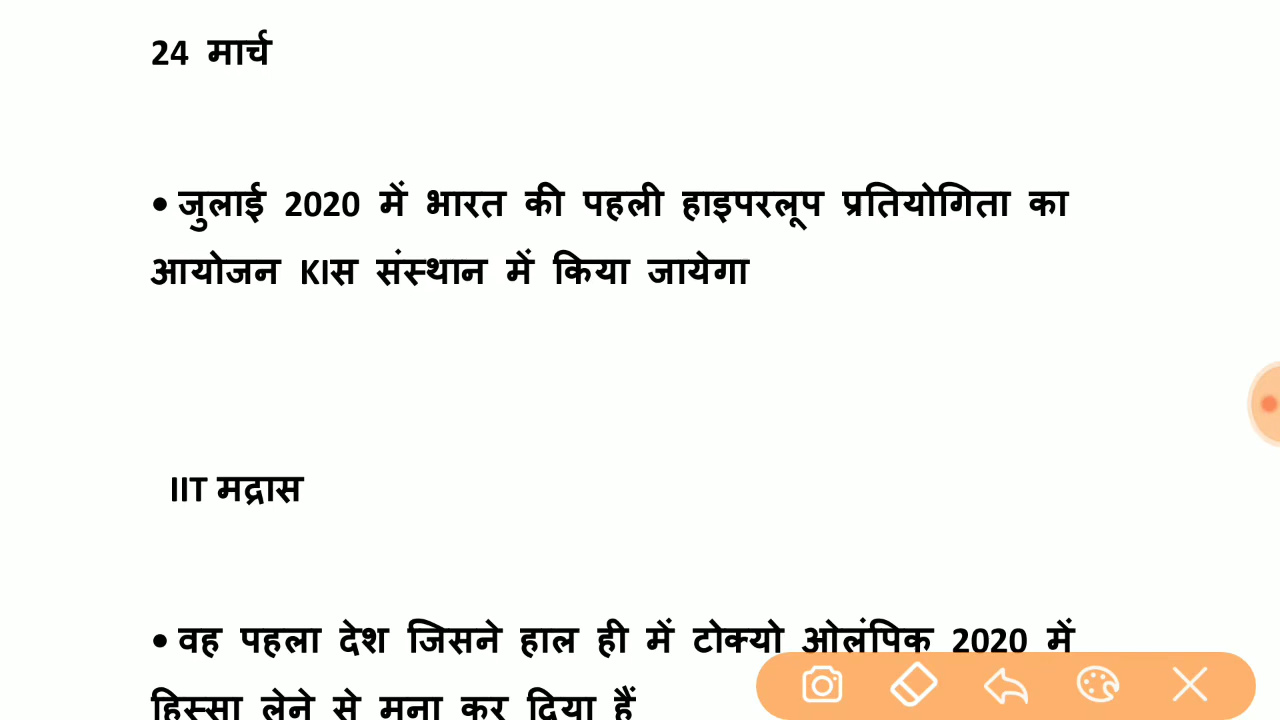 24 मार्च
• जुलाई 2020 में भारत की पहली हाइपरलूप प्रतियोगिता का
आयोजन KIस संस्थान में किया जायेगा
IIT मद्रास
• वह पहला देश जिसने हाल ही में टोक्यो ओलंपिक 2020 में
हिस्सा लेने से मना कर दिया हैं